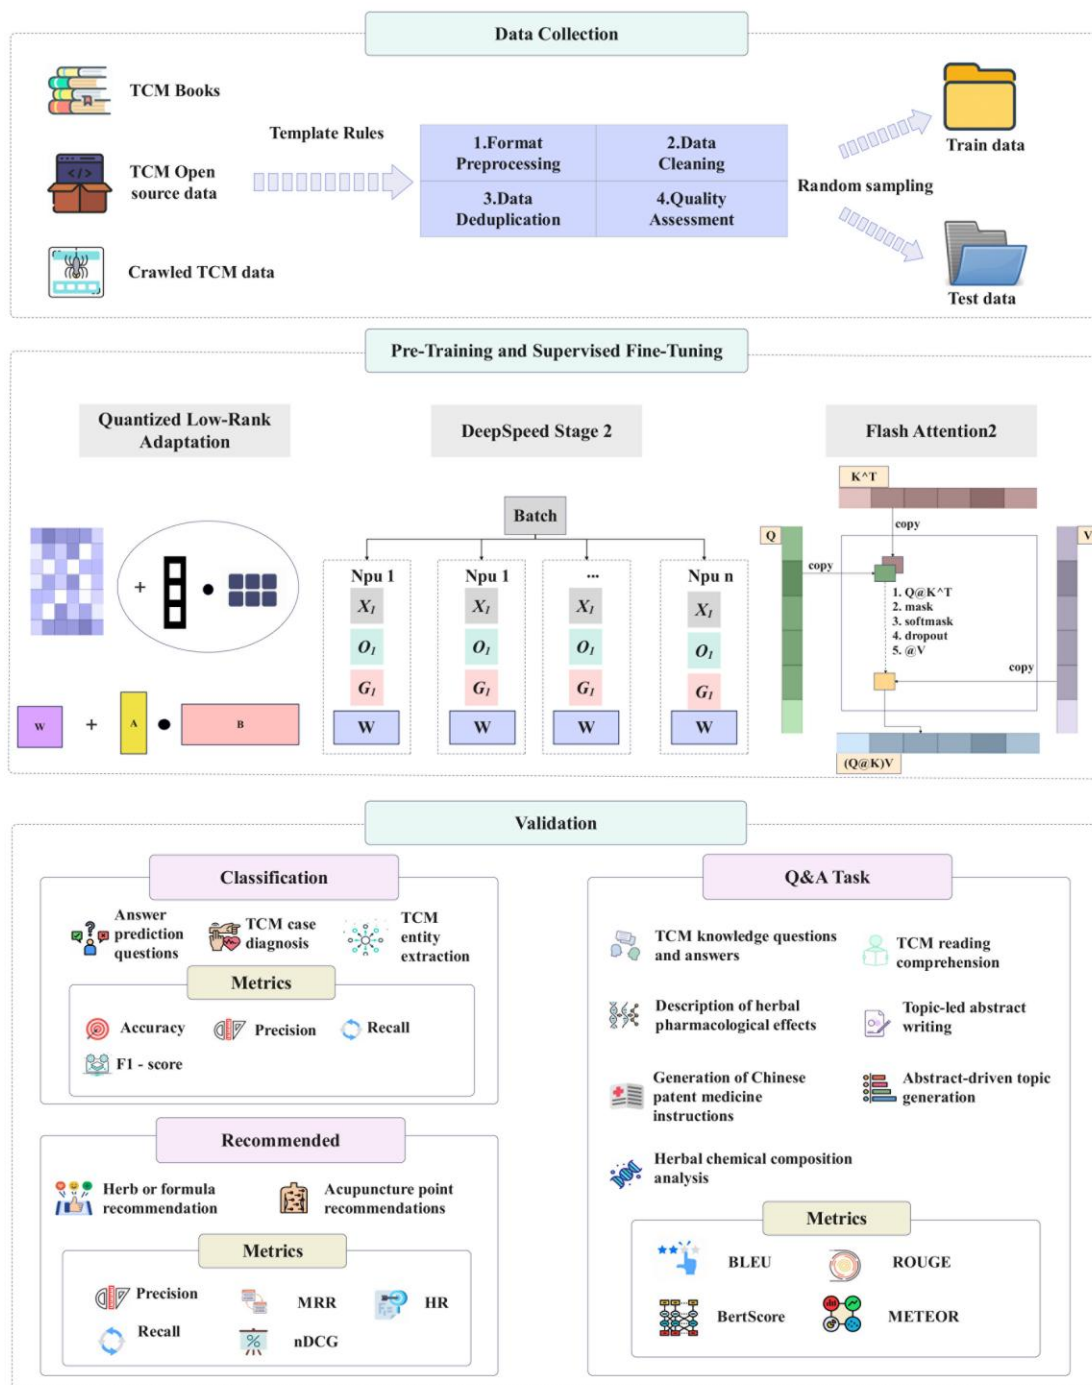 Data Collection
TCM Books
TCM Open
source data
Crawled TCM data
Template Rules
1.Format
Preprocessing
2.Data
Cleaning
3.Data
Deduplication
4.Quality
Assessment
Random sampling
Train data
Test data
Pre-Training and Supervised Fine-Tuning
Quantized Low-Rank
Adaptation
+
W
+
A
B
DeepSpeed Stage 2
Batch
Npu 1
Npu 1
...
Npu n
X1
X1
X1
X1
O1
O1
O1
O1
G1
G1
G1
G1
W
W
W
W
Flash Attention2
K^T
copy
Q
copy
V
1. Q@K^T
2. mask
3. softmask
4. dropout
5. @V
copy
(Q@K)V
Validation
Classification
Answer
prediction
questions
TCM case
diagnosis
TCM
entity
extraction
Metrics
Accuracy
Precision
Recall
F1 - score
Recommended
Herb or formula
recommendation
Acupuncture point
recommendations
Metrics
Precision
MRR
HR
Recall
nDCG
Q&A Task
TCM knowledge questions
and answers
TCM reading
comprehension
Description of herbal
pharmacological effects
Topic-led abstract
writing
Generation of Chinese
patent medicine
instructions
Abstract-driven topic
generation
Herbal chemical composition
analysis
Metrics
BLEU
ROUGE
BertScore
METEOR